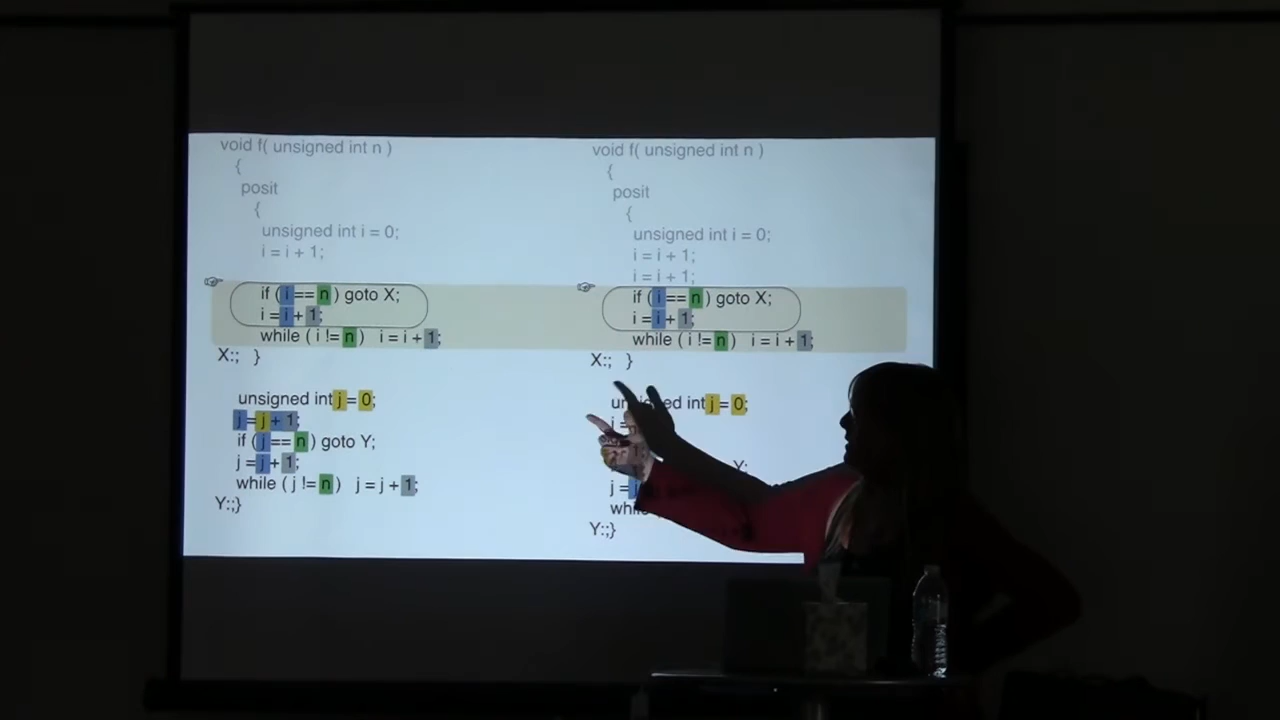 void f( unsigned int n )
{
posit
{
unsigned int i = 0;
i = i + 1;
if ( i == n ) goto X;
i = i + 1;
while ( i != n ) i = i + 1;
X:; }
unsigned int j = 0;
j = j + 1;
if ( j == n ) goto Y;
j = j + 1;
while ( j != n ) j = j + 1;
Y:;}
void f( unsigned int n )
{
posit
{
unsigned int i = 0;
i = i + 1;
i = i + 1;
if ( i == n ) goto X;
i = i + 1;
while ( i != n ) i = i + 1;
X:; }
int j = 0;
j =
Y;
j =
Y:;}